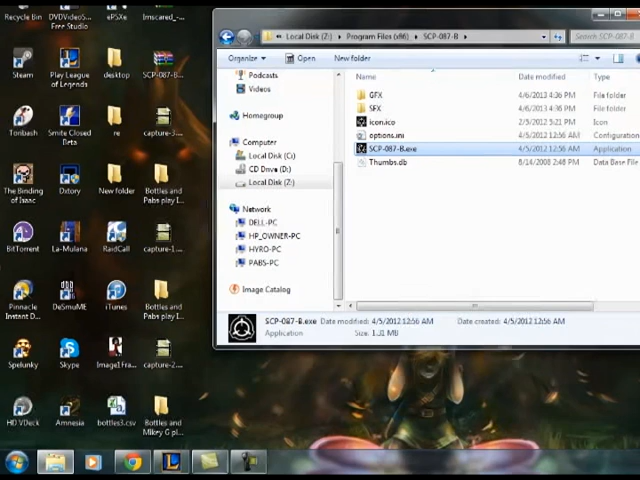 Recycle Bin
DVDVideoS...
Free Studio
ePSXe
Imscared_-...
Steam
Play League
of Legends
desktop
SCP-087-B...
Toribash
Smite Closed
Beta
re
capture-3...
The Binding
of Isaac
Dxtory
New folder
Bottles and
Pabs play I...
BitTorrent
La-Mulana
RaidCall
capture-1...
Pinnacle
Instant D...
DeSmuME
iTunes
Bottles and
Pabs play I...
Spelunky
Skype
Image1Fra...
capture-2...
HD VDeck
Amnesia
bottles3.csv
Bottles and
Mikey G pl...
Local Disk (Z:)
Program Files (x86)
SCP-087-B
Search SCP-087-B
Organize
Open
New folder
Podcasts
Videos
Homegroup
Computer
Local Disk (C:)
CD Drive (D:)
Local Disk (Z:)
Network
DELL-PC
HP_OWNER-PC
HYRO-PC
PABS-PC
Image Catalog
Name Date modified Type
GFX 4/6/2013 4:36 PM File folder
SFX 4/6/2013 4:36 PM File folder
icon.ico 2/5/2012 5:21 PM Icon
options.ini 4/5/2012 12:56 AM Configuration
SCP-087-B.exe 4/5/2012 12:56 AM Application
Thumbs.db 8/14/2008 2:48 PM Data Base File
SCP-087-B.exe Date modified: 4/5/2012 12:56 AM Date created: 4/5/2012 12:56 AM
Application Size: 1.31 MB